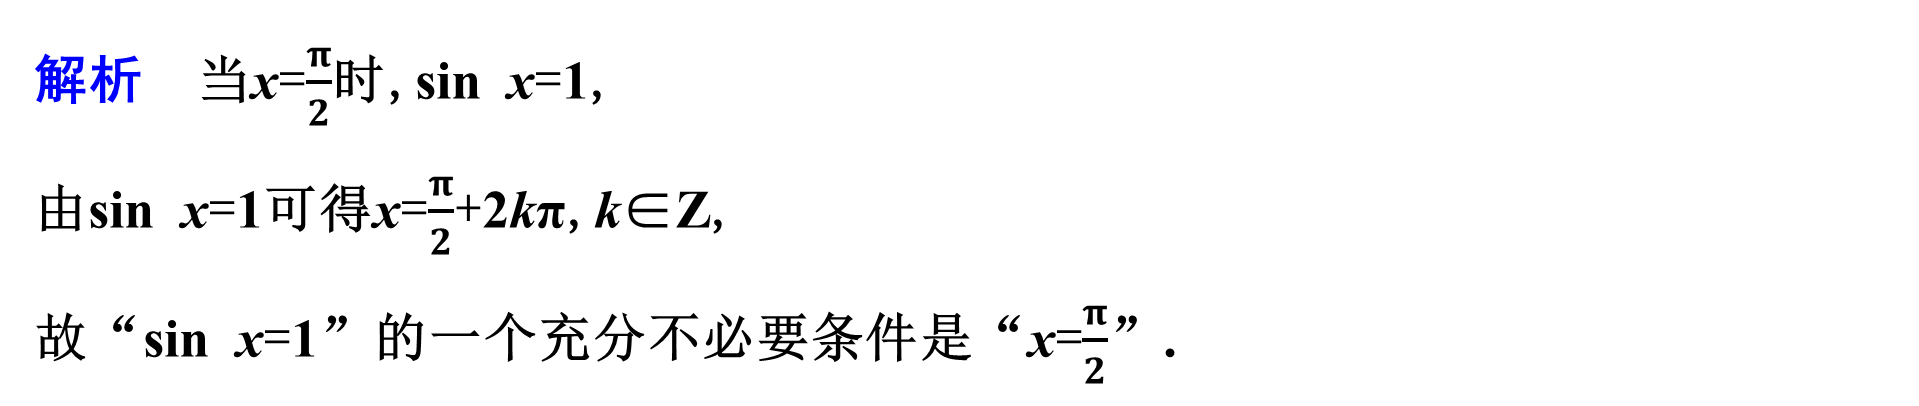 解析 当x=π/2时, sin x=1,
由sin x=1可得x=π/2+2kπ, k∈Z,
故“sin x=1”的一个充分不必要条件是“x=π/2”.